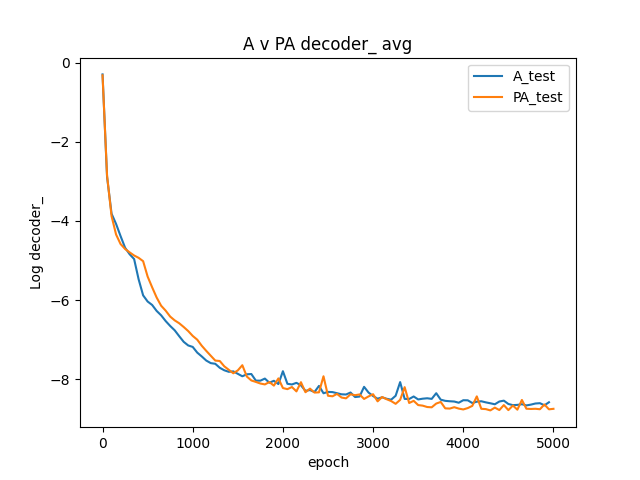 A v PA decoder_ avg
A_test
PA_test
Log decoder_
0
−2
−4
−6
−8
0 1000 2000 3000 4000 5000
epoch